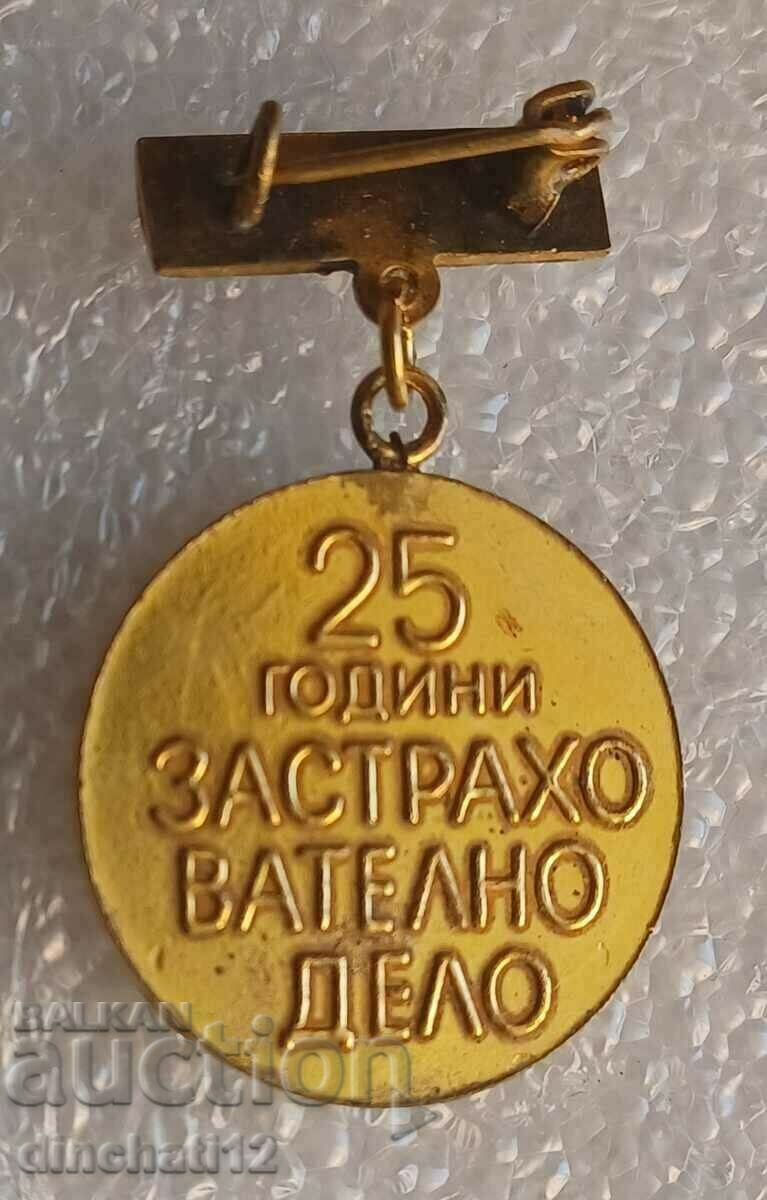 25
ГОДИНИ
ЗАСТРАХО
ВАТЕЛНО
ДЕЛО
BALKAN
auction
dinchati12